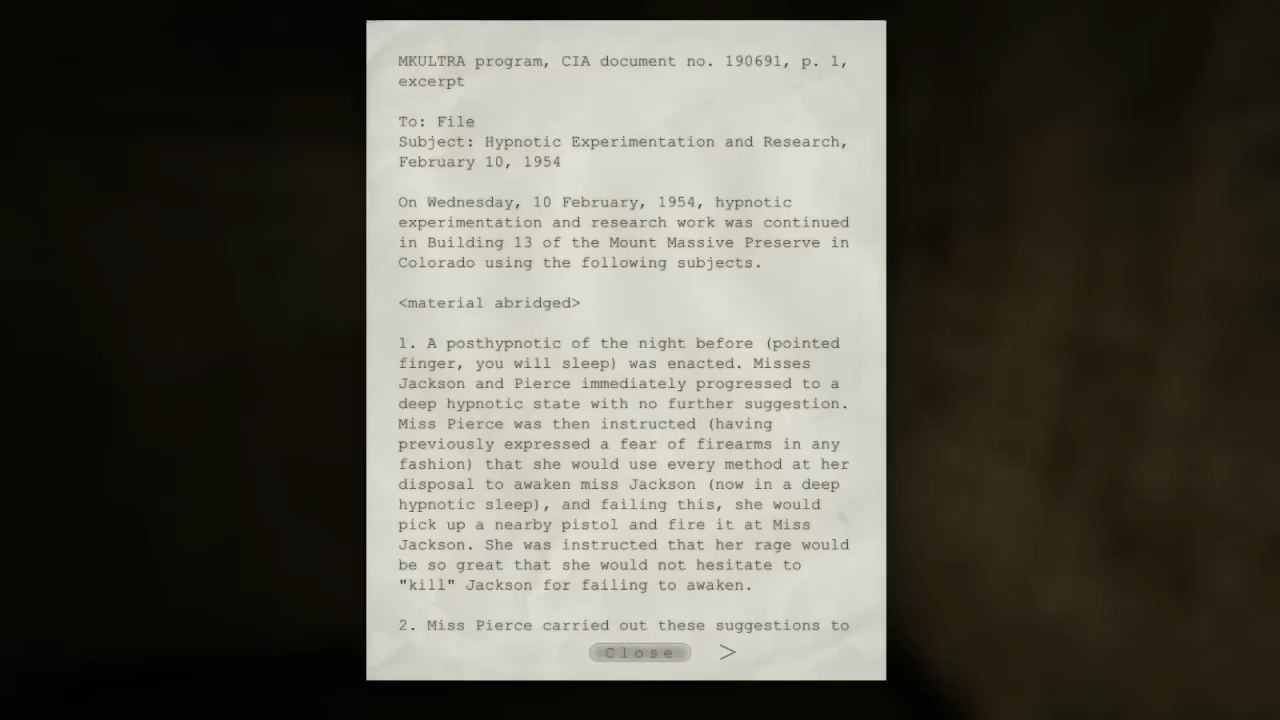 MKULTRA program, CIA document no. 190691, p. 1,
excerpt
To: File
Subject: Hypnotic Experimentation and Research,
February 10, 1954
On Wednesday, 10 February, 1954, hypnotic
experimentation and research work was continued
in Building 13 of the Mount Massive Preserve in
Colorado using the following subjects.
<material abridged>
1. A posthypnotic of the night before (pointed
finger, you will sleep) was enacted. Misses
Jackson and Pierce immediately progressed to a
deep hypnotic state with no further suggestion.
Miss Pierce was then instructed (having
previously expressed a fear of firearms in any
fashion) that she would use every method at her
disposal to awaken miss Jackson (now in a deep
hypnotic sleep), and failing this, she would
pick up a nearby pistol and fire it at Miss
Jackson. She was instructed that her rage would
be so great that she would not hesitate to
"kill" Jackson for failing to awaken.
2. Miss Pierce carried out these suggestions to
Close >